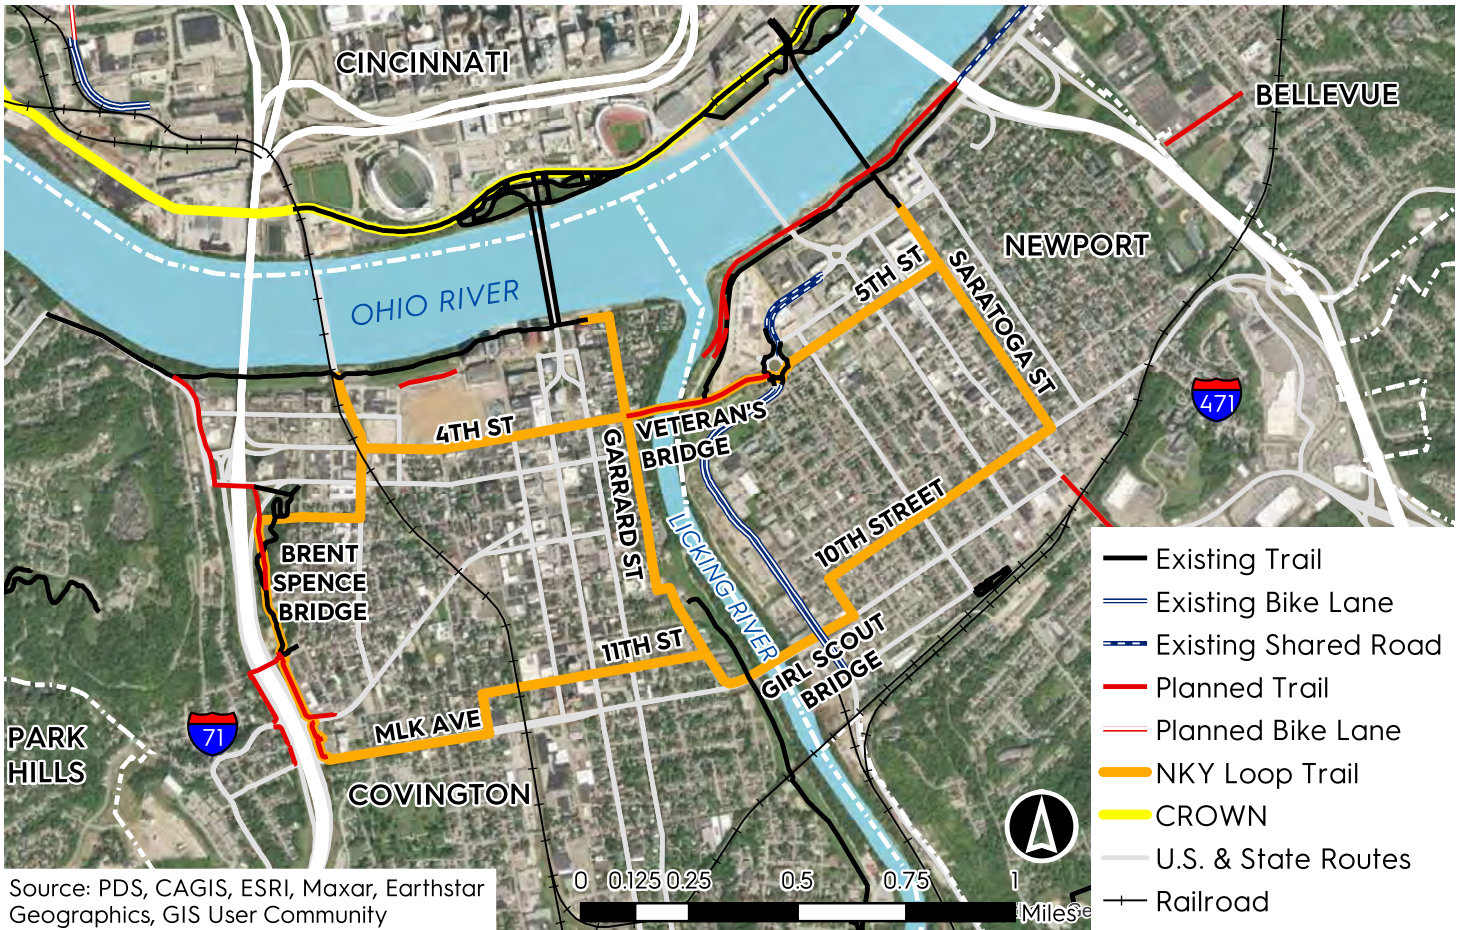 CINCINNATI
BELLEVUE
NEWPORT
OHIO RIVER
5TH ST
SARATOGA ST
471
4TH ST
VETERAN'S
BRIDGE
GARRARD ST
10TH STREET
LICKING RIVER
BRENT
SPENCE
BRIDGE
11TH ST
GIRL SCOUT
BRIDGE
71
PARK
HILLS
MLK AVE
COVINGTON
Existing Trail
Existing Bike Lane
Existing Shared Road
Planned Trail
Planned Bike Lane
NKY Loop Trail
CROWN
U.S. & State Routes
Railroad
0 0.125 0.25 0.5 0.75 1
Miles
Source: PDS, CAGIS, ESRI, Maxar, Earthstar
Geographics, GIS User Community